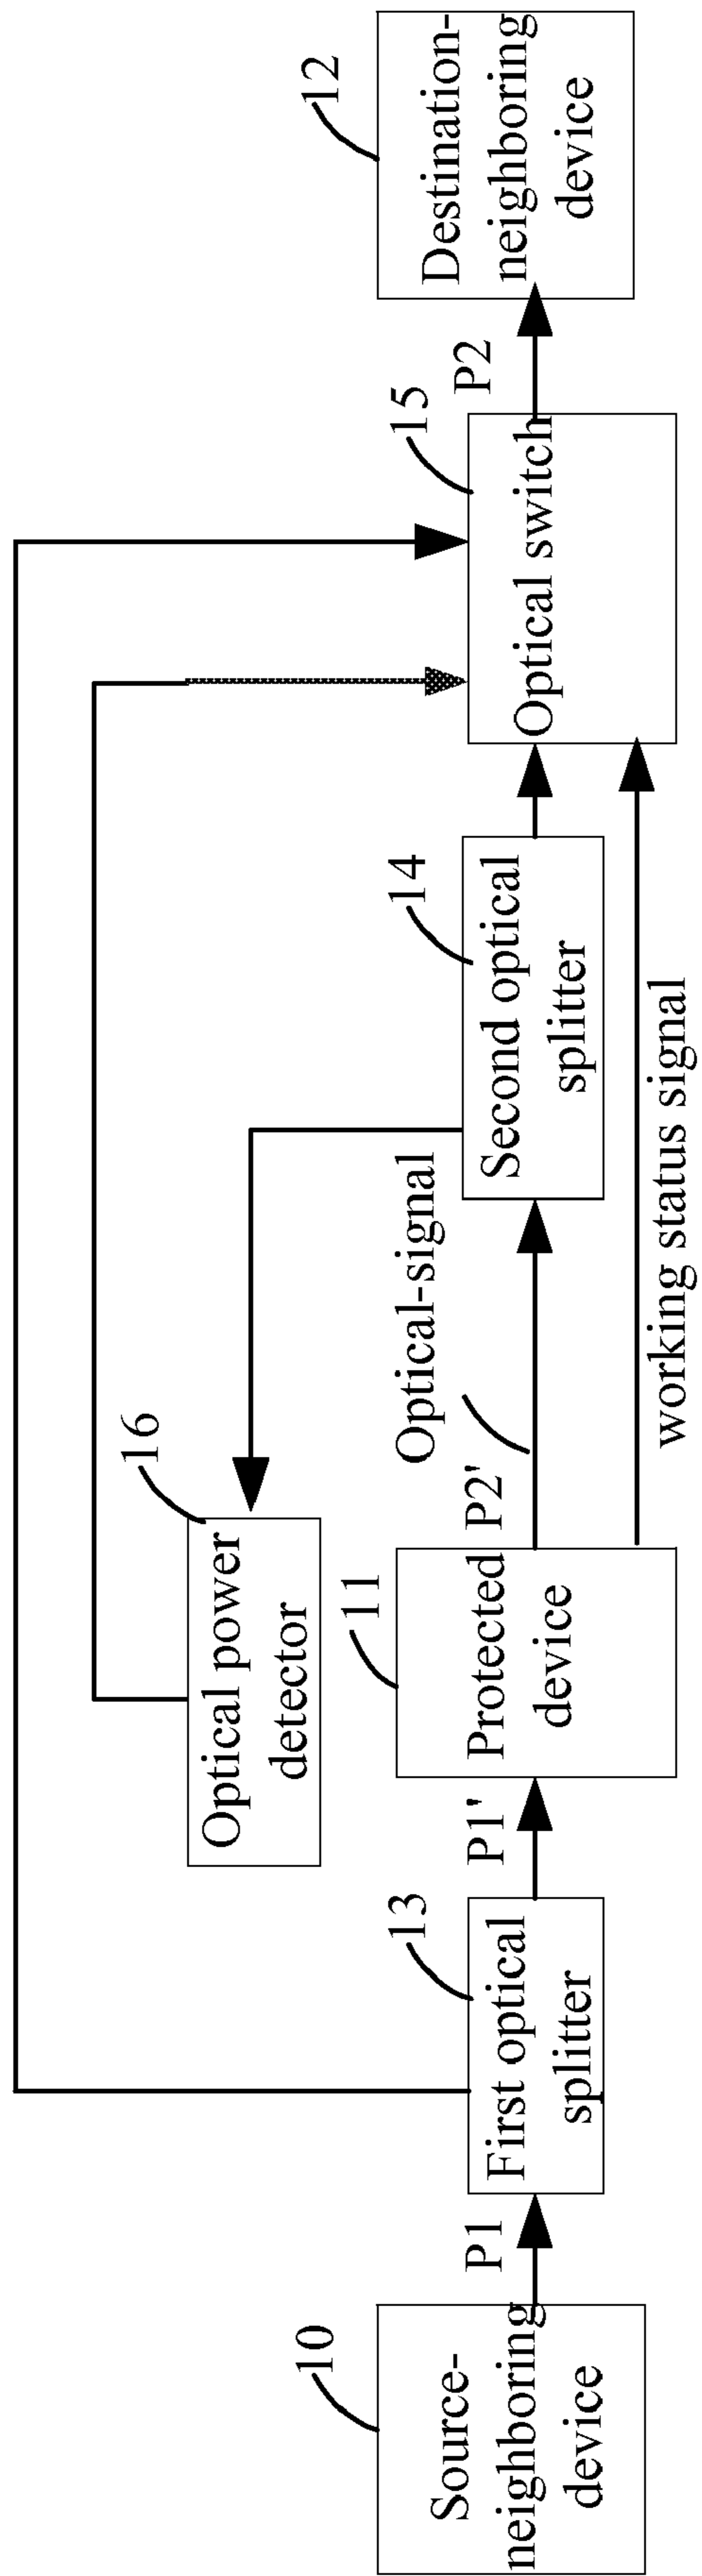 10
Source-
neighboring
device
P1
13
First optical
splitter
P1'
11
Protected
device
16
Optical power
detector
P2'
Optical-signal
working status signal
14
Second optical
splitter
15
Optical switch
P2
12
Destination-
neighboring
device